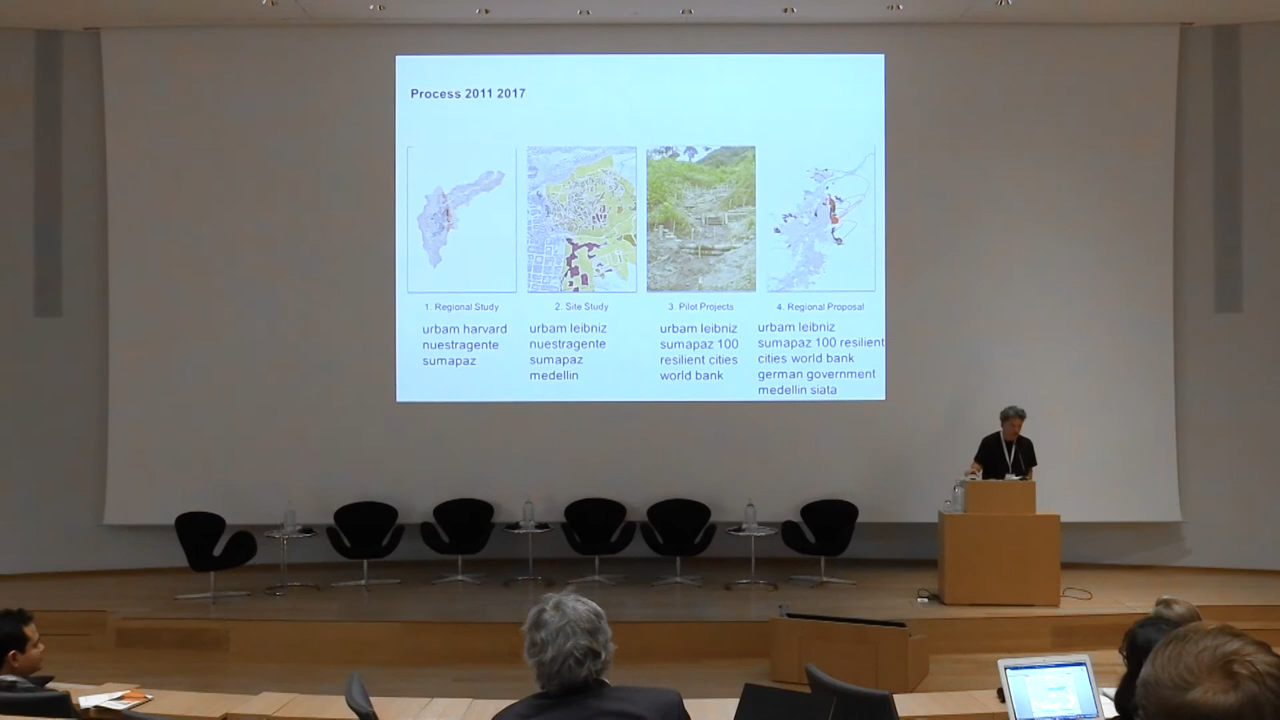 Process 2011 2017
1. Regional Study
urbam harvard
nuestragente
sumapaz
2. Site Study
urbam leibniz
nuestragente
sumapaz
medellin
3. Pilot Projects
urbam leibniz
sumapaz 100
resilient cities
world bank
4. Regional Proposal
urbam leibniz
sumapaz 100 resilient
cities world bank
german government
medellin siata